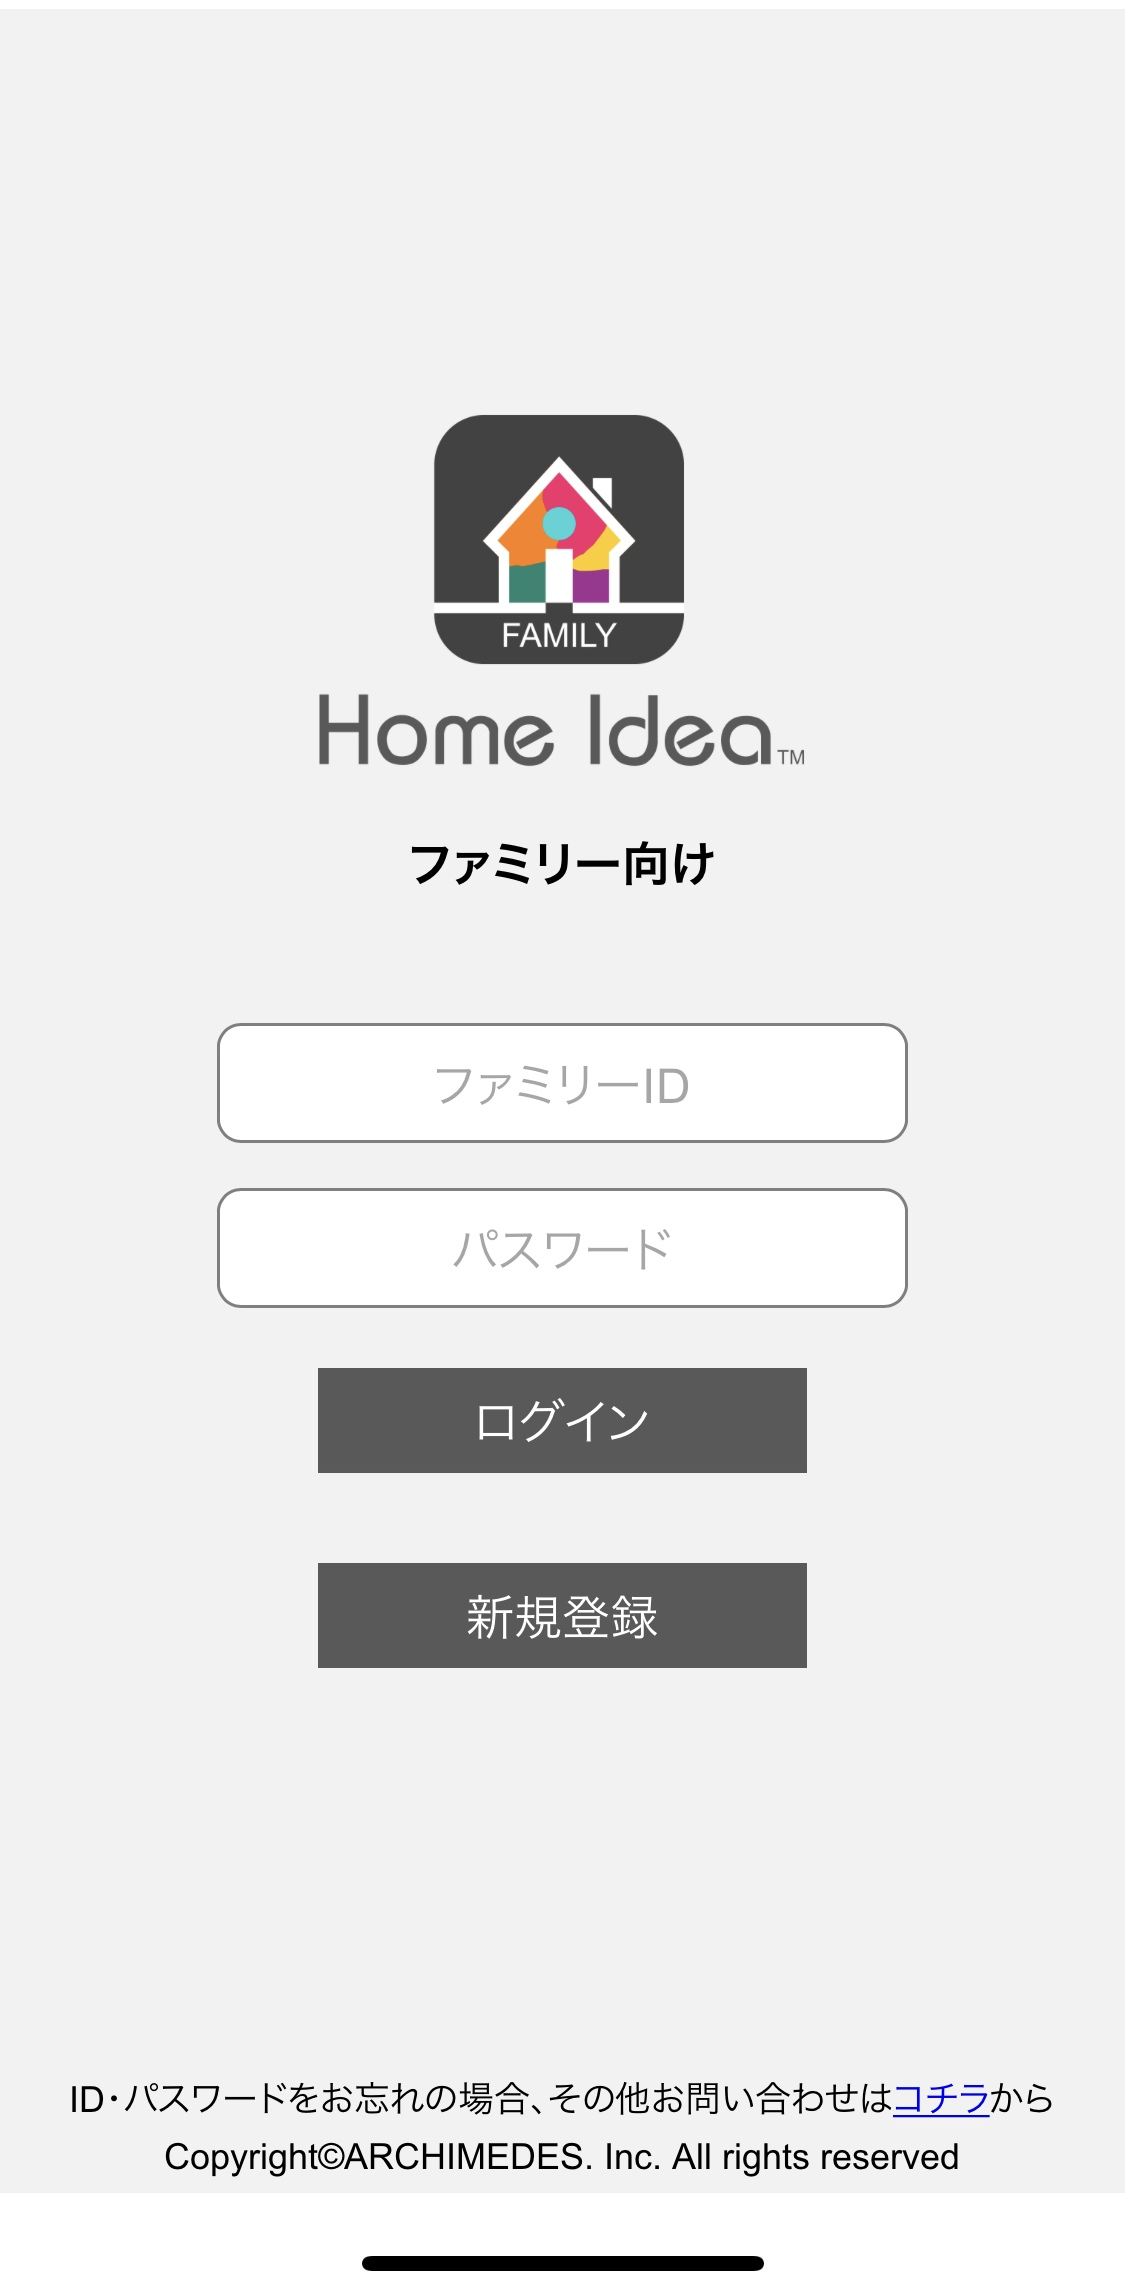 FAMILY
Home Idea™
ファミリー向け
ファミリーID
パスワード
ログイン
新規登録
ID・パスワードをお忘れの場合、その他お問い合わせはコチラから
Copyright©ARCHIMEDES. Inc. All rights reserved